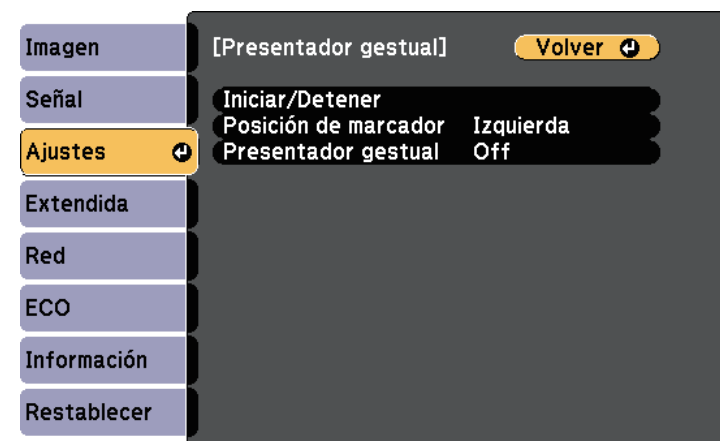 Imagen
Señal
Ajustes
Extendida
Red
ECO
Información
Restablecer
[Presentador gestual] Volver
Iniciar/Detener
Posición de marcador Izquierda
Presentador gestual Off